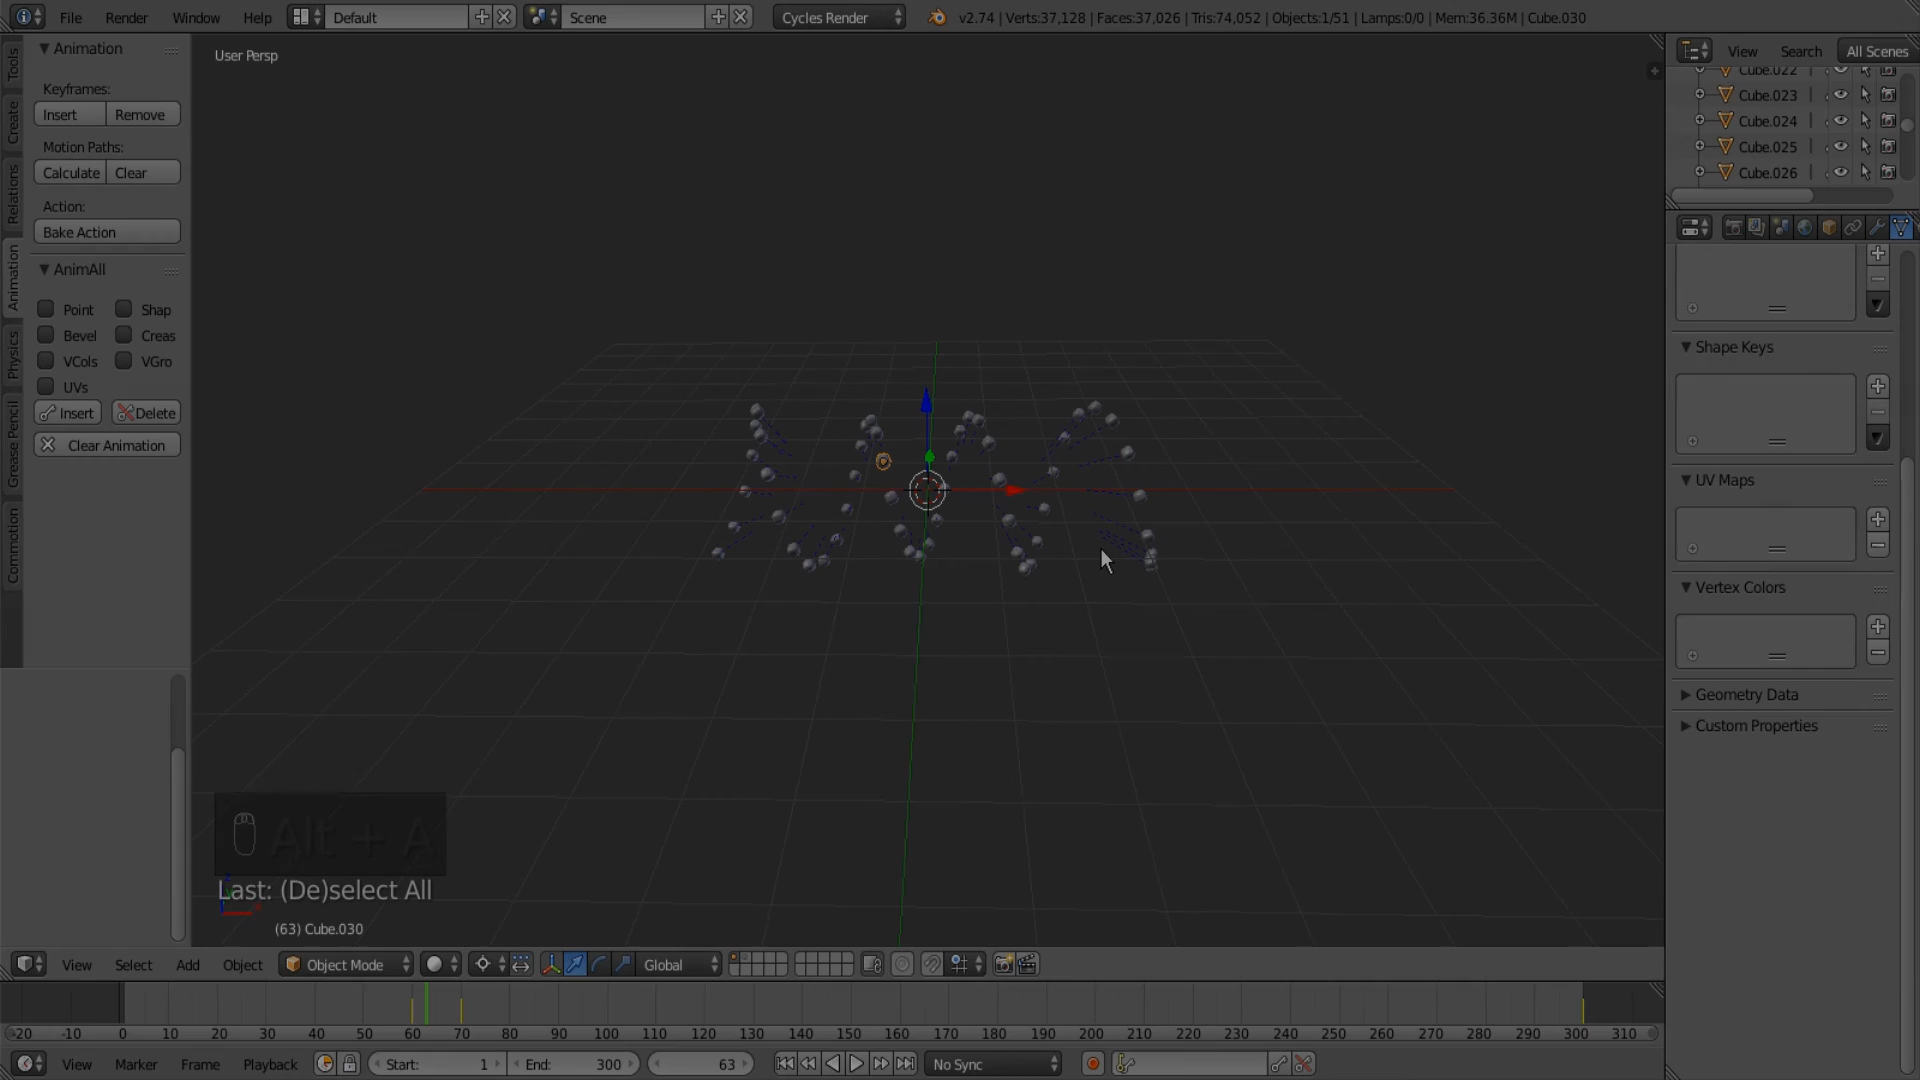 File Render Window Help Default Scene Cycles Render v2.74 | Verts:37,128 | Faces:37,026 | Tris:74,052 | Objects:1/51 | Lamps:0/0 | Mem:36.36M | Cube.030
Tools
Create
Relations
Animation
Physics
Grease Pencil
Commotion
Animation
Keyframes:
Insert Remove
Motion Paths:
Calculate Clear
Action:
Bake Action
AnimAll
Point Shap
Bevel Creas
VCols VGro
UVs
Insert Delete
Clear Animation
User Persp
Alt + A
Last: (De)select All
(63) Cube.030
View Search All Scenes
Cube.022
Cube.023
Cube.024
Cube.025
Cube.026
Shape Keys
UV Maps
Vertex Colors
Geometry Data
Custom Properties
View Select Add Object Object Mode Global
-20 -10 0 10 20 30 40 50 60 70 80 90 100 110 120 130 140 150 160 170 180 190 200 210 220 230 240 250 260 270 280 290 300 310
View Marker Frame Playback Start: 1 End: 300 63 No Sync